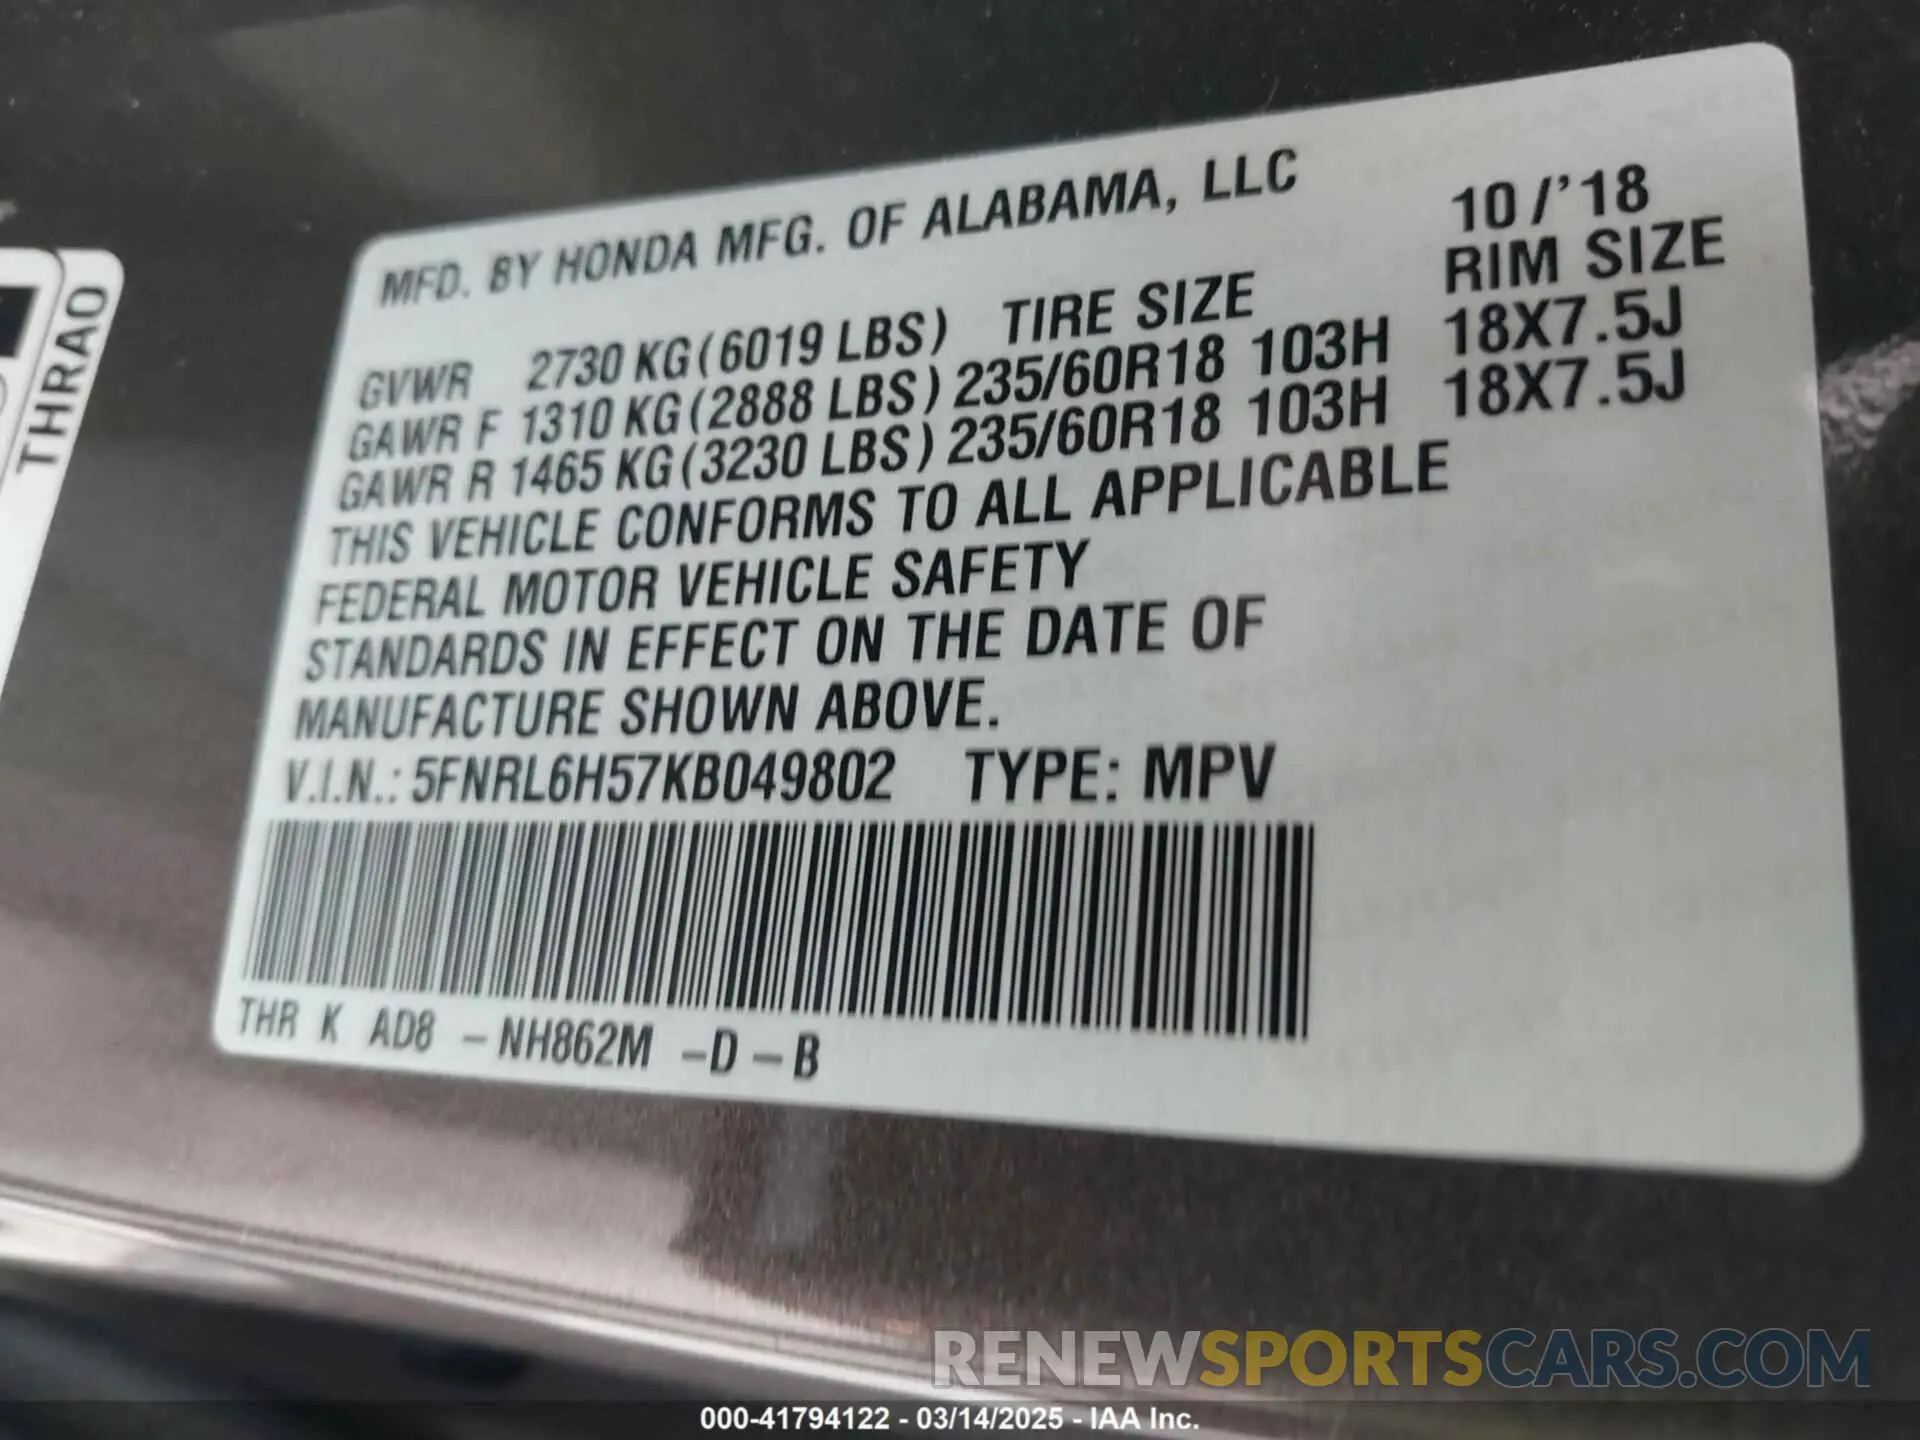 MFD. BY HONDA MFG. OF ALABAMA, LLC 10/'18
TIRE SIZE RIM SIZE
GVWR 2730 KG(6019 LBS)
GAWR F 1310 KG(2888 LBS) 235/60R18 103H 18X7.5J
GAWR R 1465 KG(3230 LBS) 235/60R18 103H 18X7.5J
THIS VEHICLE CONFORMS TO ALL APPLICABLE
FEDERAL MOTOR VEHICLE SAFETY
STANDARDS IN EFFECT ON THE DATE OF
MANUFACTURE SHOWN ABOVE.
V.I.N.: 5FNRL6H57KB049802 TYPE: MPV
THR K AD8 -NH862M -D-B
THRAO
RENEWSPORTSCARS.COM
000-41794122 - 03/14/2025 - IAA Inc.